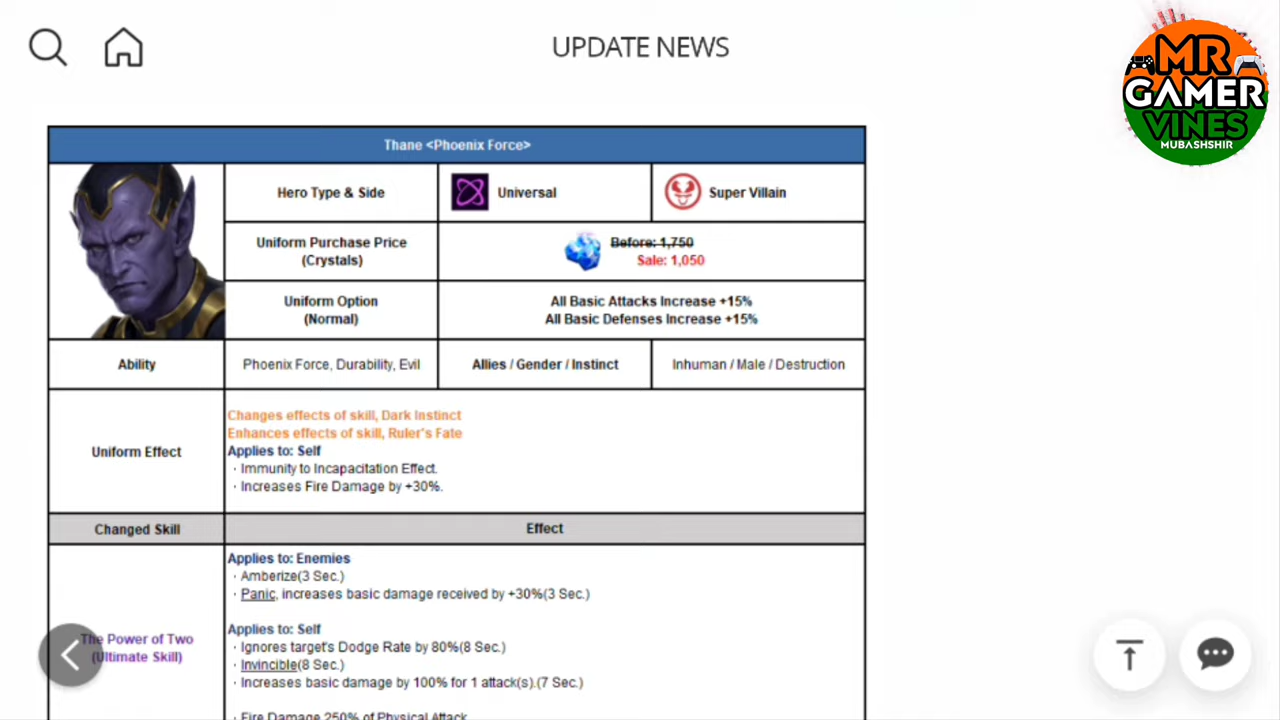 UPDATE NEWS
MR
GAMER
VINES
MUBASHSHIR
Thane <Phoenix Force>
Hero Type & Side
Universal
Super Villain
Uniform Purchase Price
(Crystals)
Before: 1,750
Sale: 1,050
Uniform Option
(Normal)
All Basic Attacks Increase +15%
All Basic Defenses Increase +15%
Ability
Phoenix Force, Durability, Evil
Allies / Gender / Instinct
Inhuman / Male / Destruction
Uniform Effect
Changes effects of skill, Dark Instinct
Enhances effects of skill, Ruler's Fate
Applies to: Self
· Immunity to Incapacitation Effect.
· Increases Fire Damage by +30%.
Changed Skill
Effect
The Power of Two
(Ultimate Skill)
Applies to: Enemies
· Amberize(3 Sec.)
· Panic, increases basic damage received by +30%(3 Sec.)
Applies to: Self
· Ignores target's Dodge Rate by 80%(8 Sec.)
· Invincible(8 Sec.)
· Increases basic damage by 100% for 1 attack(s).(7 Sec.)
· Fire Damage 250% of Physical Attack